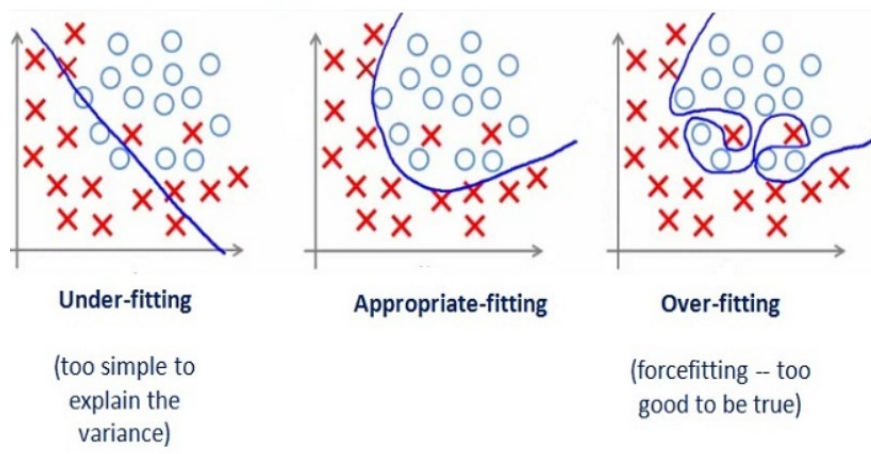 Under-fitting
Appropriate-fitting
Over-fitting
(too simple to
explain the
variance)
(forcefitting -- too
good to be true)